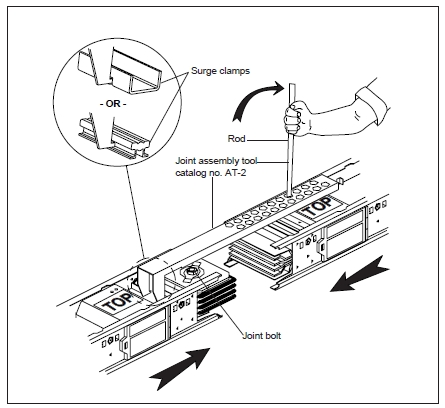 Surge clamps
- OR -
Rod
Joint assembly tool
catalog no. AT-2
TOP
TOP
Joint bolt